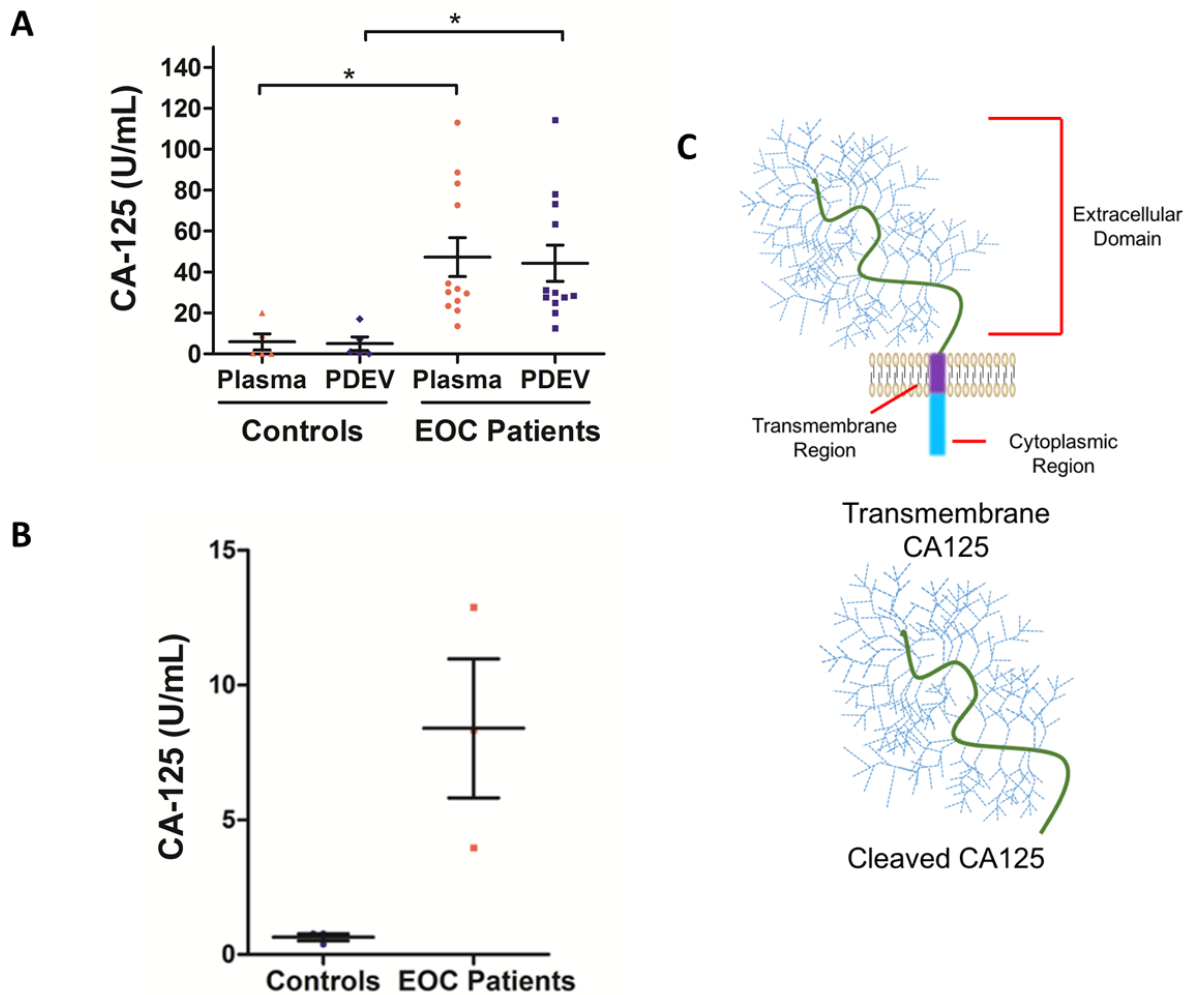 A
*
*
CA-125 (U/mL)
140
120
100
80
60
40
20
0
Plasma PDEV Plasma PDEV
Controls EOC Patients
B
CA-125 (U/mL)
15
10
5
0
Controls EOC Patients
C
Extracellular
Domain
Transmembrane
Region
Cytoplasmic
Region
Transmembrane
CA125
Cleaved CA125